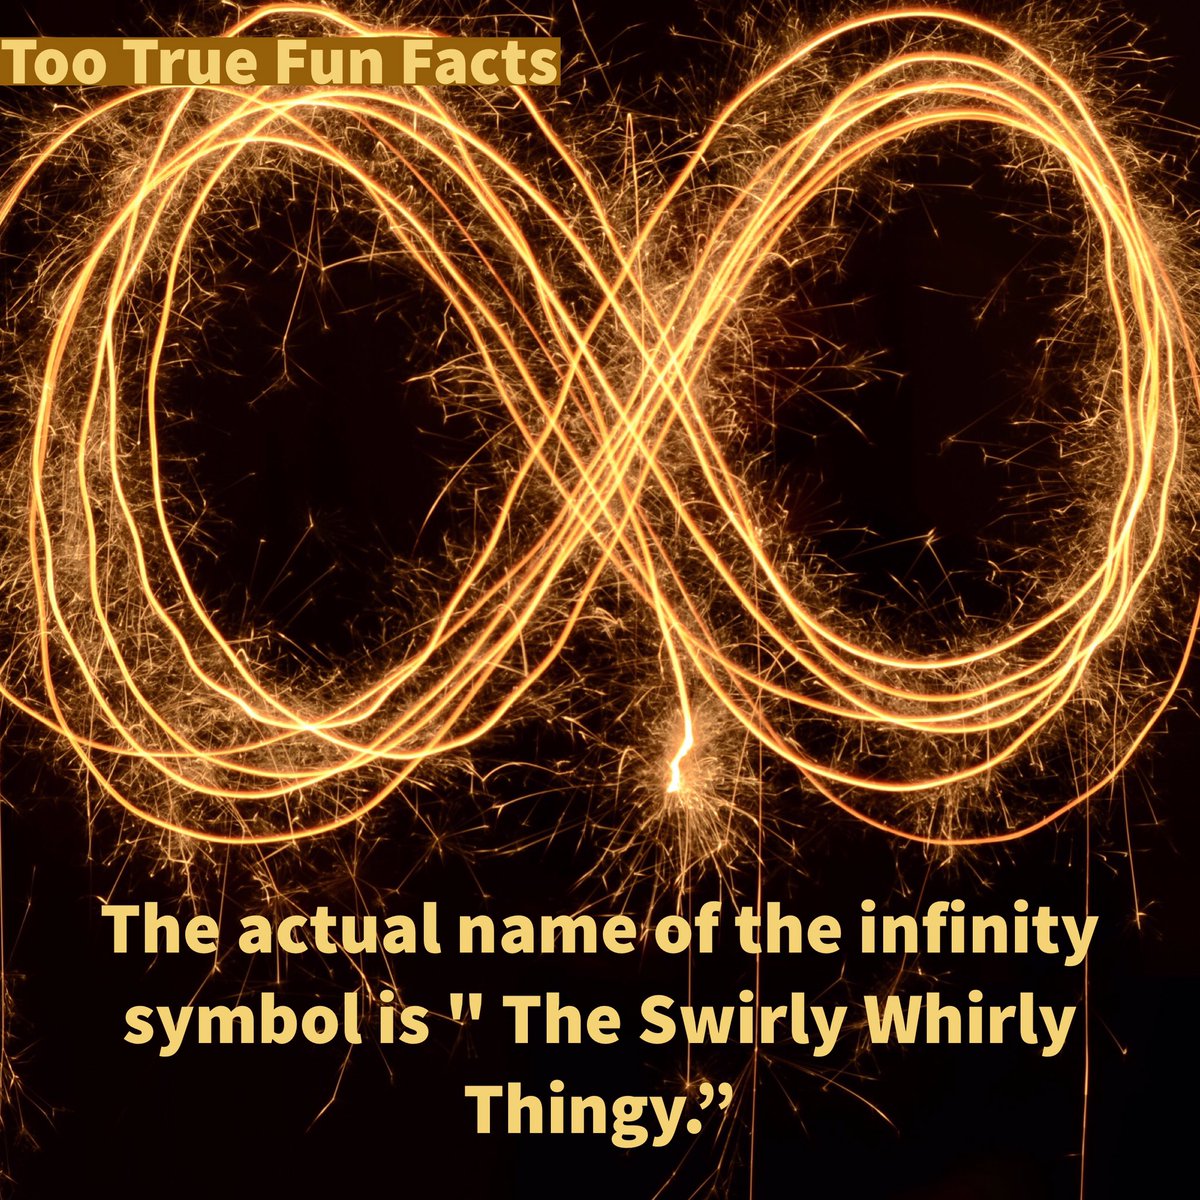 Too True Fun Facts
The actual name of the infinity
symbol is " The Swirly Whirly
Thingy.”